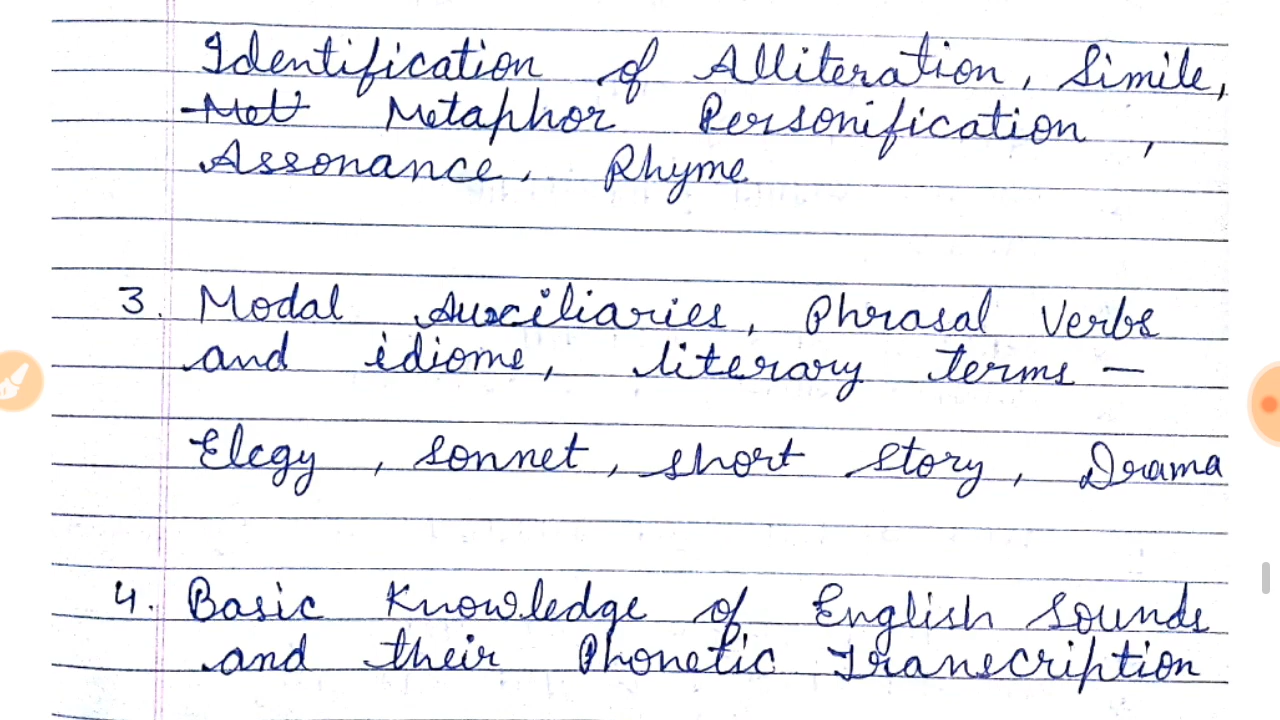 Identification of Alliteration, Simile,
Met Metaphor Personification,
Assonance, Rhyme
3. Modal Auxiliaries, Phrasal Verbs
and idioms, literary terms —
Elegy, sonnet, short story, Drama
4. Basic Knowledge of English Sounds
and their Phonetic Transcription